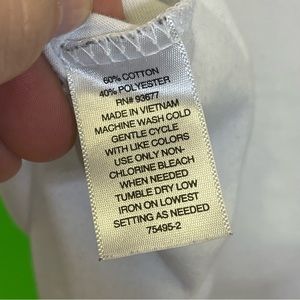 60% COTTON
40% POLYESTER
RN# 93677
MADE IN VIETNAM
MACHINE WASH COLD
GENTLE CYCLE
WITH LIKE COLORS
USE ONLY NON-
CHLORINE BLEACH
WHEN NEEDED
TUMBLE DRY LOW
IRON ON LOWEST
SETTING AS NEEDED
75495-2